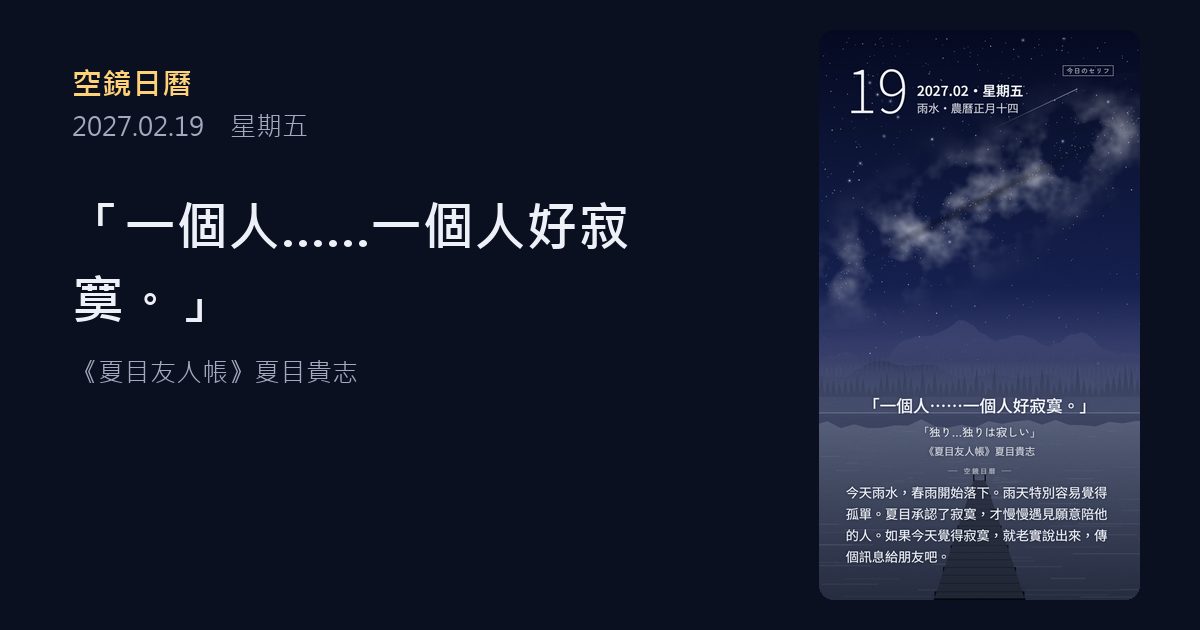 空鏡日曆
2027.02.19　星期五
「一個人……一個人好寂
寞。」
《夏目友人帳》夏目貴志
今日のセリフ
19
2027.02・星期五
雨水・農曆正月十四
「一個人……一個人好寂寞。」
「独り…独りは寂しい」
《夏目友人帳》夏目貴志
— 空鏡日曆 —
今天雨水，春雨開始落下。雨天特別容易覺得
孤單。夏目承認了寂寞，才慢慢遇見願意陪他
的人。如果今天覺得寂寞，就老實說出來，傳
個訊息給朋友吧。